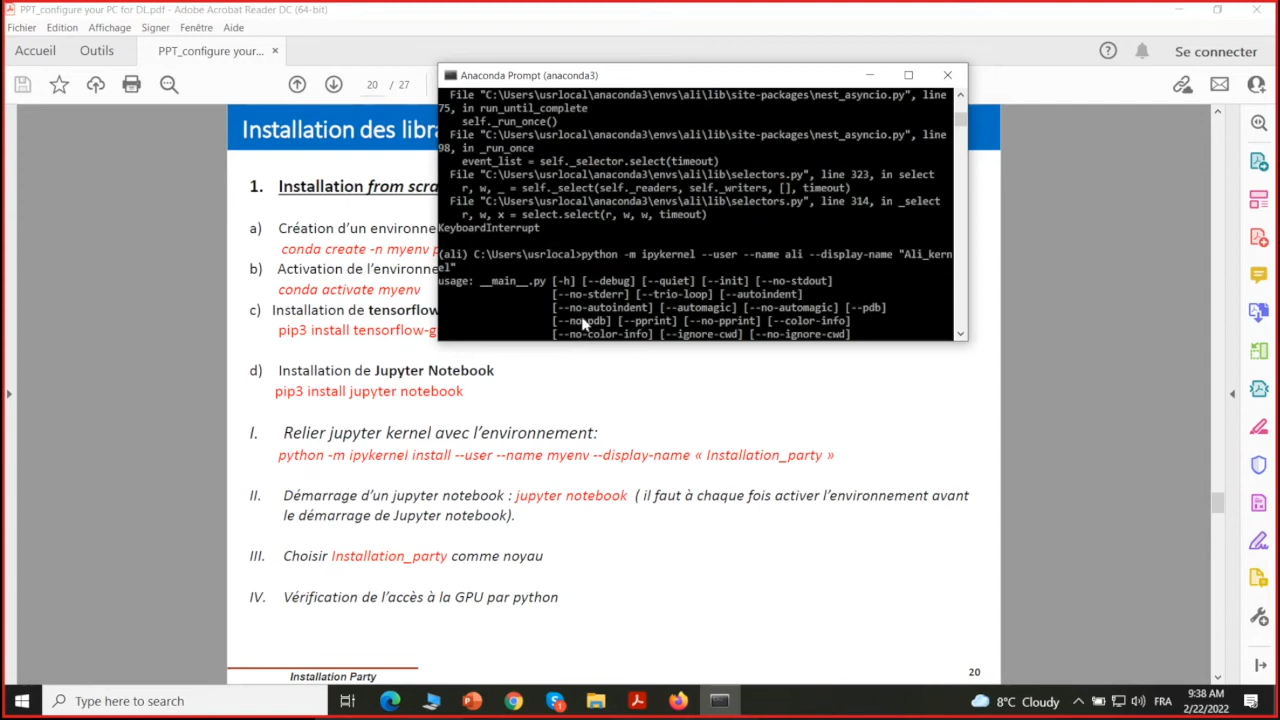 PPT_configure your PC for DL.pdf - Adobe Acrobat Reader DC (64-bit)
Fichier Edition Affichage Signer Fenêtre Aide
Accueil Outils PPT_configure your... × Se connecter
20 / 27
Anaconda Prompt (anaconda3)
File "C:\Users\usrlocal\anaconda3\envs\ali\lib\site-packages\nest_asyncio.py", line
75, in run_until_complete
self._run_once()
File "C:\Users\usrlocal\anaconda3\envs\ali\lib\site-packages\nest_asyncio.py", line
98, in _run_once
event_list = self._selector.select(timeout)
File "C:\Users\usrlocal\anaconda3\envs\ali\lib\selectors.py", line 323, in select
r, w, _ = self._select(self._readers, self._writers, [], timeout)
File "C:\Users\usrlocal\anaconda3\envs\ali\lib\selectors.py", line 314, in _select
r, w, x = select.select(r, w, w, timeout)
KeyboardInterrupt
(ali) C:\Users\usrlocal>python -m ipykernel --user --name ali --display-name "Ali_kern
el"
usage: __main__.py [-h] [--debug] [--quiet] [--init] [--no-stdout]
[--no-stderr] [--trio-loop] [--autoindent]
[--no-autoindent] [--automagic] [--no-automagic] [--pdb]
[--no-pdb] [--pprint] [--no-pprint] [--color-info]
[--no-color-info] [--ignore-cwd] [--no-ignore-cwd]
Installation des libr
1. Installation from scra
a) Création d'un environne
conda create -n myenv p
b) Activation de l'environne
conda activate myenv
c) Installation de tensorflow
pip3 install tensorflow-g
d) Installation de Jupyter Notebook
pip3 install jupyter notebook
I. Relier jupyter kernel avec l'environnement:
python -m ipykernel install --user --name myenv --display-name « Installation_party »
II. Démarrage d'un jupyter notebook : jupyter notebook ( il faut à chaque fois activer l'environnement avant
le démarrage de Jupyter notebook).
III. Choisir Installation_party comme noyau
IV. Vérification de l'accès à la GPU par python
Installation Party
20
Type here to search
8°C Cloudy
FRA
9:38 AM
2/22/2022